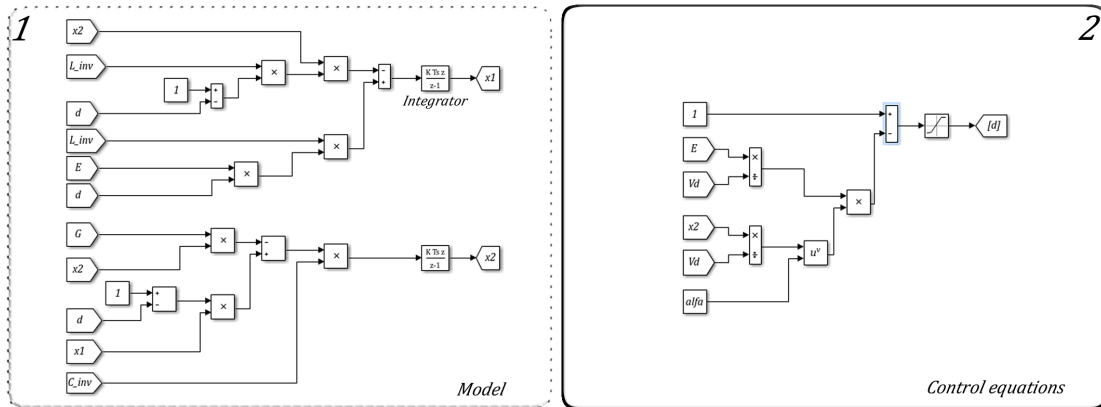 1
x2
L_inv
×
×
-
+
K Ts z
z-1
x1
Integrator
1
+
-
d
L_inv
×
E
×
d
G
×
-
+
x2
×
K Ts z
z-1
x2
1
+
-
×
d
x1
C_inv
Model
2
1
+
-
[d]
E
×
÷
Vd
×
x2
×
÷
Vd
uᵛ
alfa
Control equations